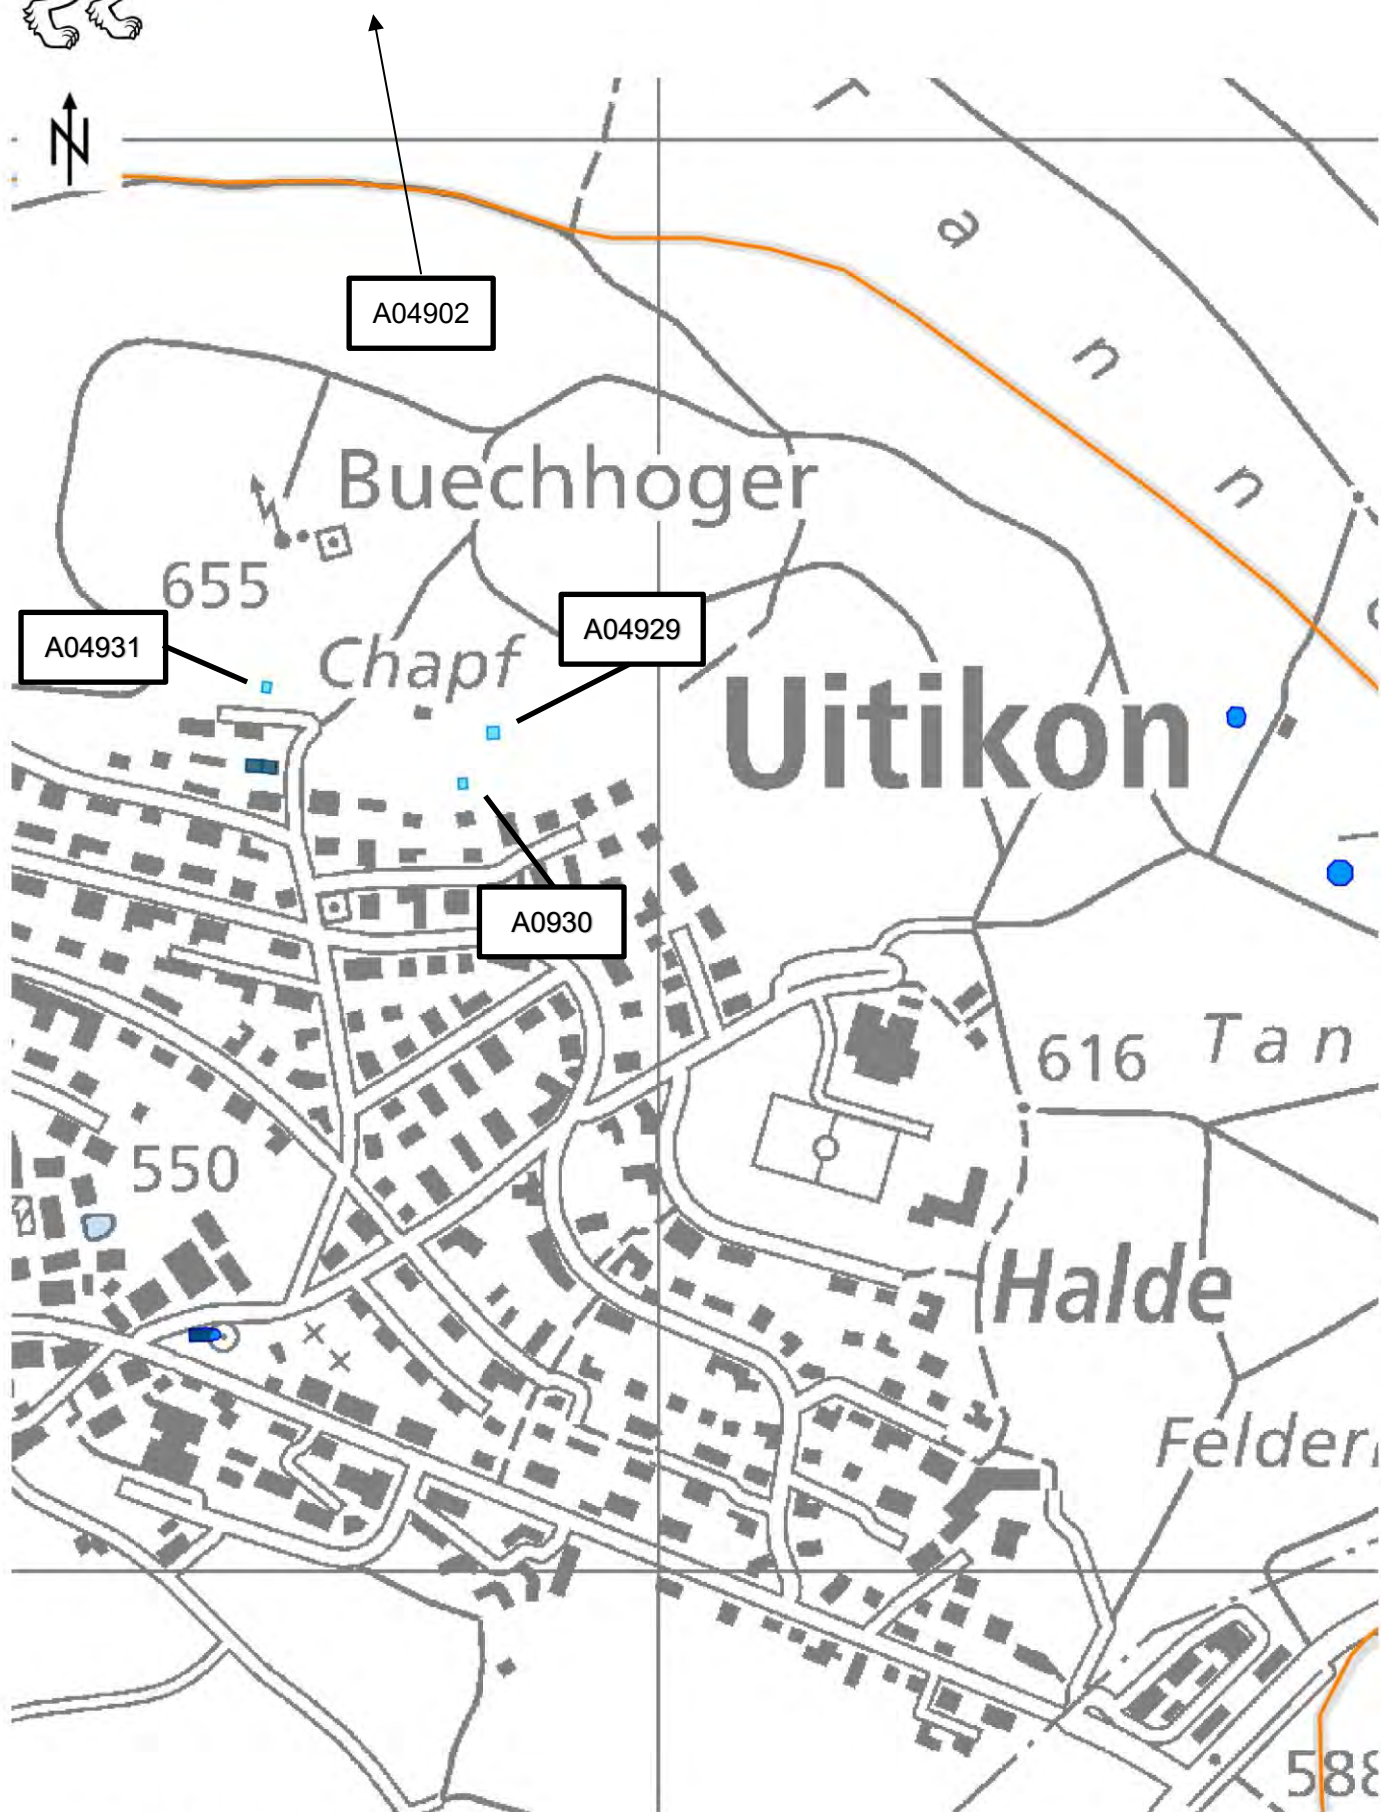 N
A04902
r
a
n
n
Buechhoger
655
A04931
A04929
Chapf
Uitikon
A0930
616
Tan
550
Halde
Felder
588